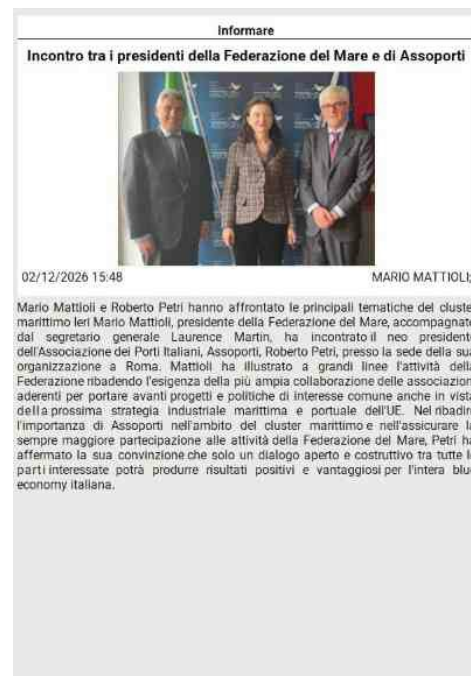 Informare
Incontro tra i presidenti della Federazione del Mare e di Assoporti
02/12/2026 15:48 MARIO MATTIOLI;
Mario Mattioli e Roberto Petri hanno affrontato le principali tematiche del cluster
marittimo Ieri Mario Mattioli, presidente della Federazione del Mare, accompagnato
dal segretario generale Laurence Martin, ha incontrato il neo presidente
dell'Associazione dei Porti Italiani, Assoporti, Roberto Petri, presso la sede della sua
organizzazione a Roma. Mattioli ha illustrato a grandi linee l'attività della
Federazione ribadendo l'esigenza della più ampia collaborazione delle associazioni
aderenti per portare avanti progetti e politiche di interesse comune anche in vista
della prossima strategia industriale marittima e portuale dell'UE. Nel ribadire
l'importanza di Assoporti nell'ambito del cluster marittimo e nell'assicurare la
sempre maggiore partecipazione alle attività della Federazione del Mare, Petri ha
affermato la sua convinzione che solo un dialogo aperto e costruttivo tra tutte le
parti interessate potrà produrre risultati positivi e vantaggiosi per l'intera blue
economy italiana.